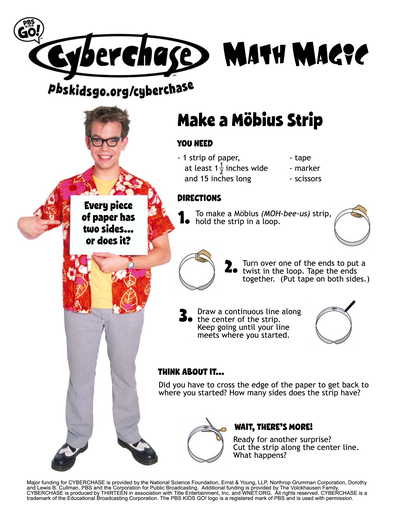 PBS KIDS GO!
Cyberchase MATH MAGIC
pbskidsgo.org/cyberchase
Make a Möbius Strip
YOU NEED
- 1 strip of paper,
at least 1 1/2 inches wide
and 15 inches long
- tape
- marker
- scissors
Every piece
of paper has
two sides...
or does it?
DIRECTIONS
1. To make a Möbius (MOH-bee-us) strip,
hold the strip in a loop.
2. Turn over one of the ends to put a
twist in the loop. Tape the ends
together. (Put tape on both sides.)
3. Draw a continuous line along
the center of the strip.
Keep going until your line
meets where you started.
THINK ABOUT IT...
Did you have to cross the edge of the paper to get back to
where you started? How many sides does the strip have?
WAIT, THERE'S MORE!
Ready for another surprise?
Cut the strip along the center line.
What happens?
Major funding for CYBERCHASE is provided by the National Science Foundation, Ernst & Young, LLP, Northrop Grumman Corporation, Dorothy
and Lewis B. Cullman, PBS and the Corporation for Public Broadcasting. Additional funding is provided by The Volckhausen Family.
CYBERCHASE is produced by THIRTEEN in association with Title Entertainment, Inc. and WNET.ORG. All rights reserved. CYBERCHASE is a
trademark of the Educational Broadcasting Corporation. The PBS KIDS GO! logo is a registered mark of PBS and is used with permission.